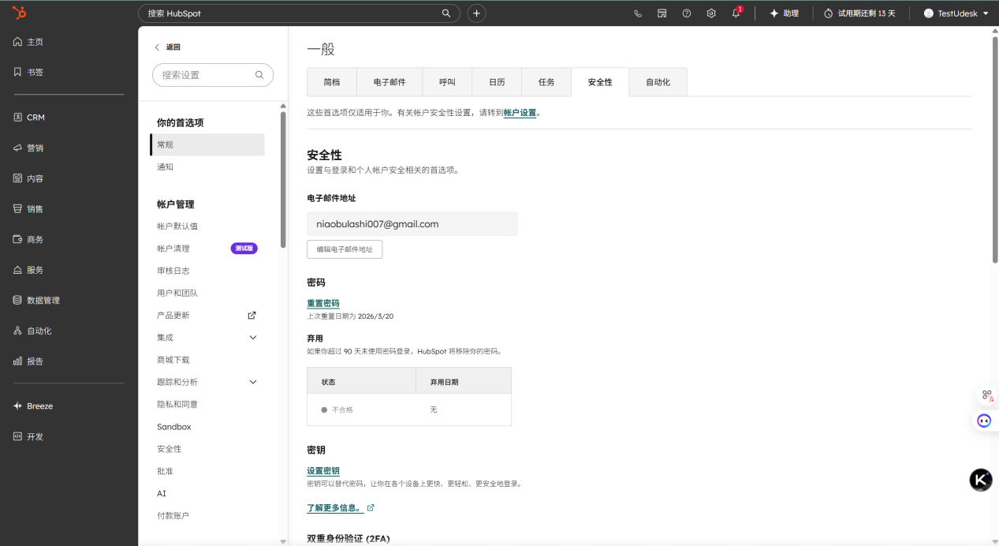 搜索 HubSpot
1
助理
试用期还剩 13 天
TestUdesk
主页
书签
CRM
营销
内容
销售
商务
服务
数据管理
自动化
报告
Breeze
开发
返回
搜索设置
你的首选项
常规
通知
帐户管理
帐户默认值
帐户清理
测试版
审核日志
用户和团队
产品更新
集成
商城下载
跟踪和分析
隐私和同意
Sandbox
安全性
批准
AI
付款账户
一般
简档
电子邮件
呼叫
日历
任务
安全性
自动化
这些首选项仅适用于你。有关帐户安全性设置，请转到帐户设置。
安全性
设置与登录和个人帐户安全相关的首选项。
电子邮件地址
niaobulashi007@gmail.com
编辑电子邮件地址
密码
重置密码
上次重置日期为 2026/3/20
弃用
如果你超过 90 天未使用密码登录，HubSpot 将移除你的密码。
状态 弃用日期
不合格 无
密钥
设置密钥
密钥可以替代密码，让你在各个设备上更快、更轻松、更安全地登录。
了解更多信息。
双重身份验证 (2FA)
K